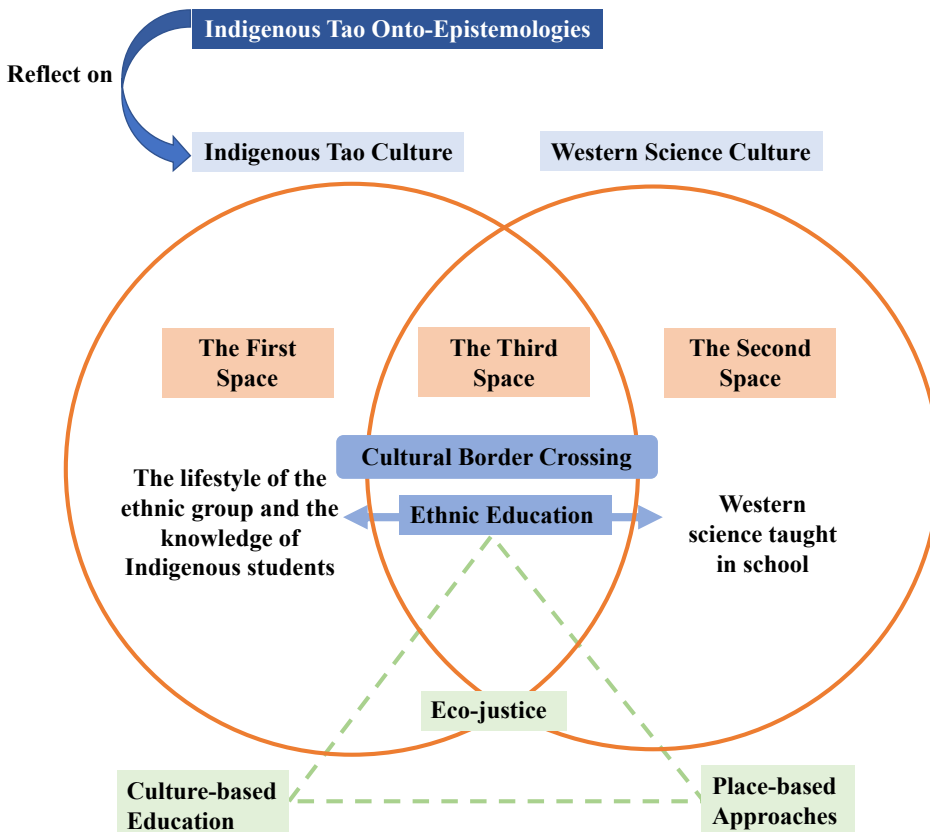 Indigenous Tao Onto-Epistemologies
Reflect on
Indigenous Tao Culture
Western Science Culture
The First
Space
The Third
Space
The Second
Space
Cultural Border Crossing
The lifestyle of the
ethnic group and the
knowledge of
Indigenous students
Ethnic Education
Western
science taught
in school
Eco-justice
Culture-based
Education
Place-based
Approaches